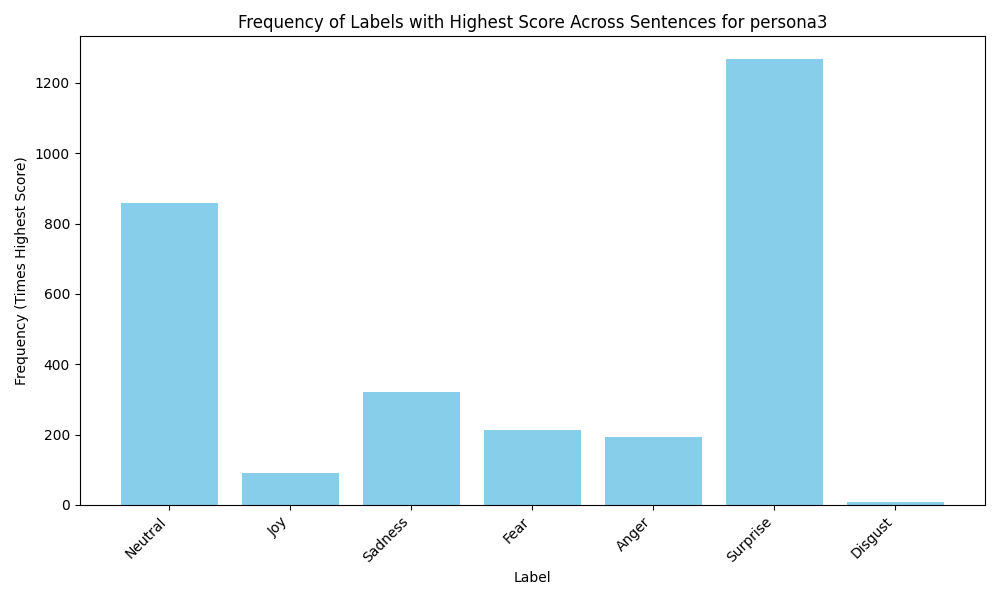 Frequency of Labels with Highest Score Across Sentences for persona3
Frequency (Times Highest Score)
1200
1000
800
600
400
200
0
Neutral
Joy
Sadness
Fear
Anger
Surprise
Disgust
Label